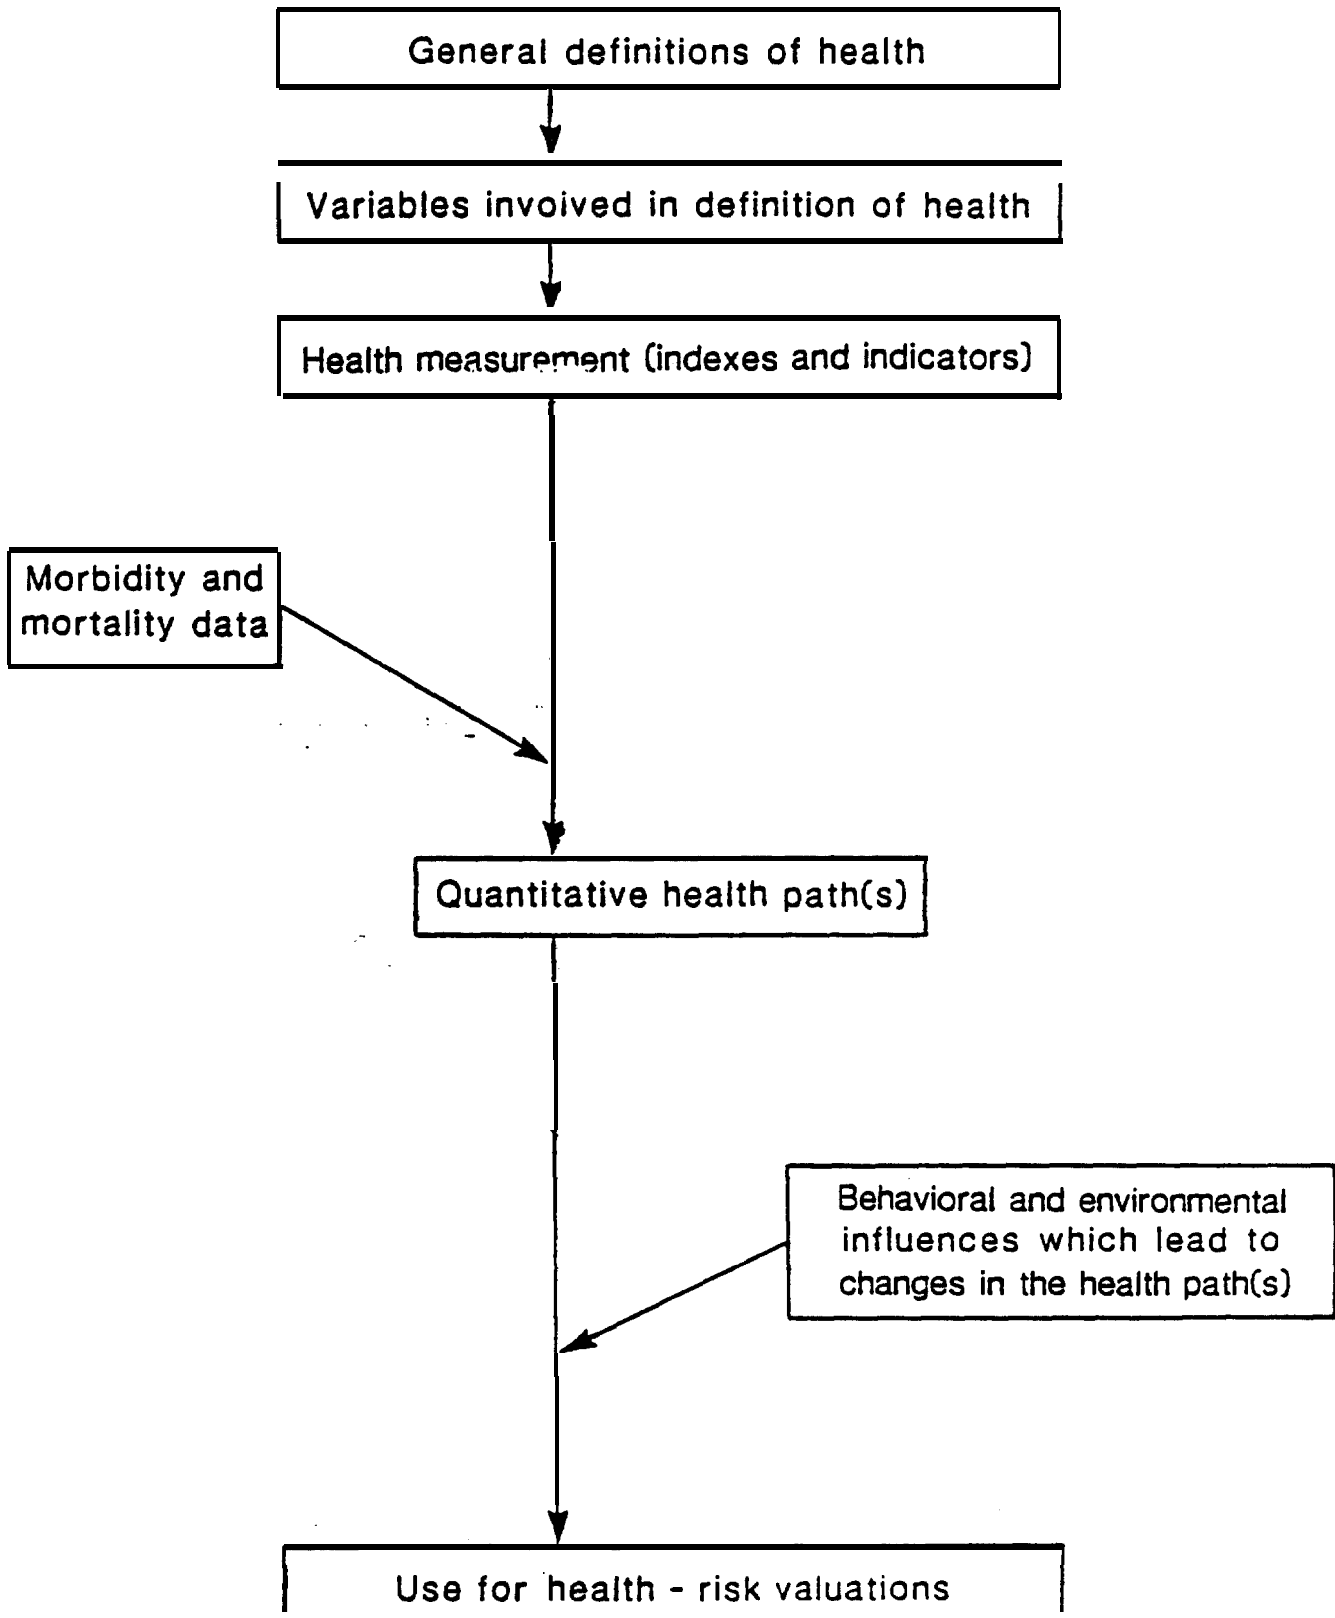 General definitions of health
Variables invoived in definition of health
Health measurement (indexes and indicators)
Morbidity and
mortality data
Quantitative health path(s)
Behavioral and environmental
influences which lead to
changes in the health path(s)
Use for health - risk valuations